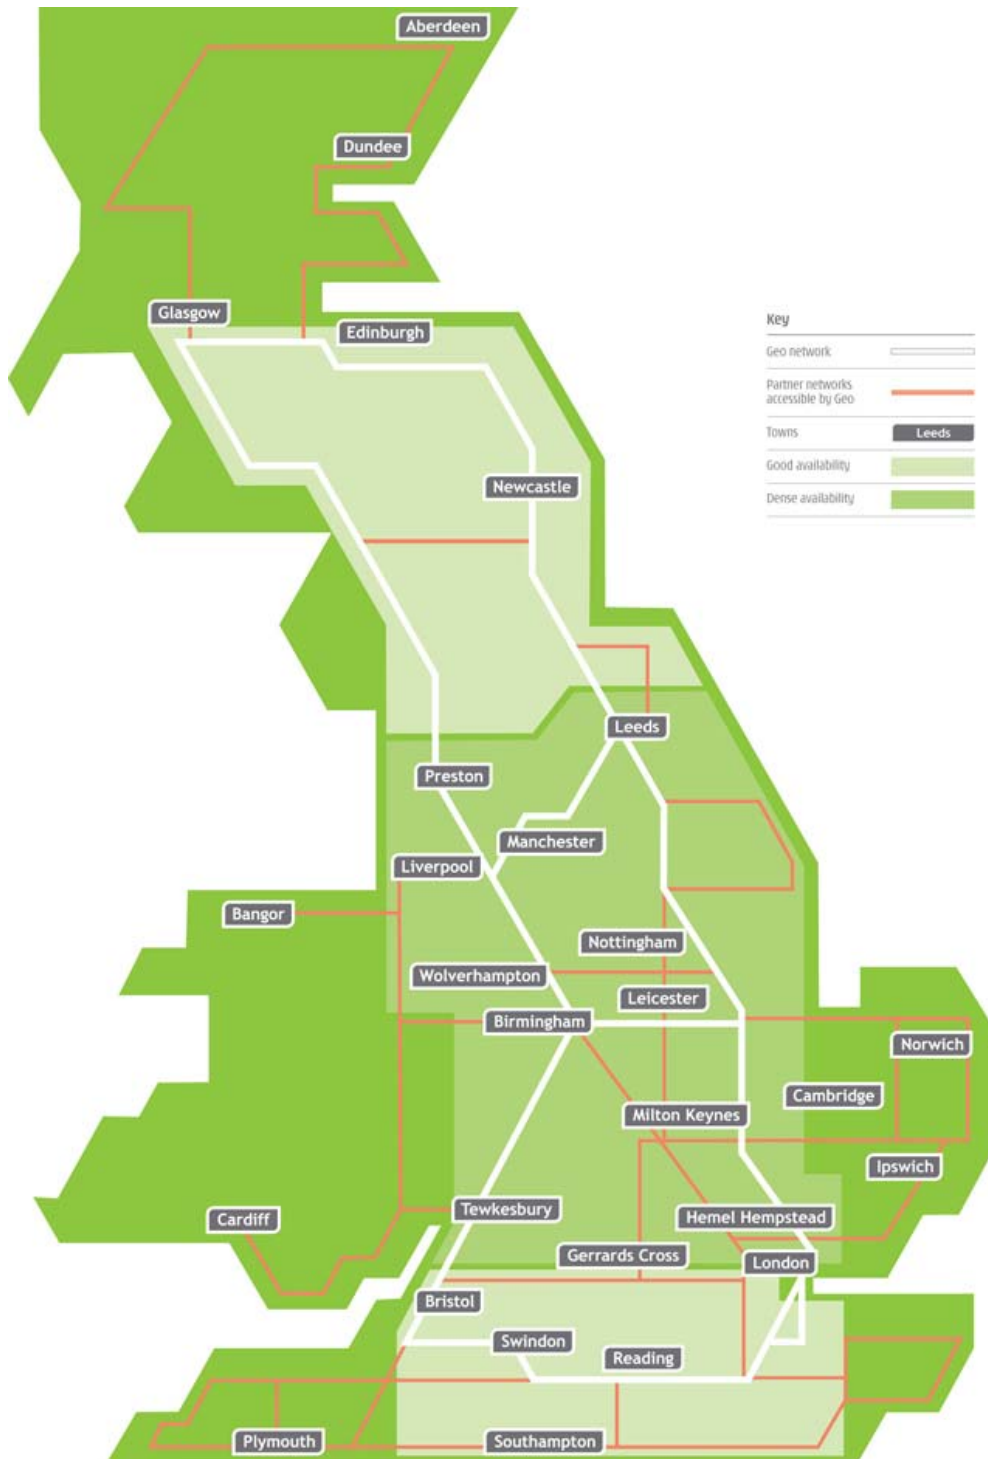 Aberdeen
Dundee
Glasgow
Edinburgh
Key
Geo network
Partner networks
accessible by Geo
Towns
Leeds
Good availability
Dense availability
Newcastle
Leeds
Preston
Manchester
Liverpool
Bangor
Nottingham
Wolverhampton
Leicester
Birmingham
Norwich
Cambridge
Milton Keynes
Ipswich
Tewkesbury
Cardiff
Hemel Hempstead
Gerrards Cross
London
Bristol
Swindon
Reading
Plymouth
Southampton